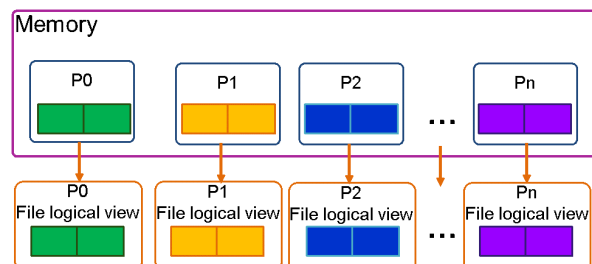 Memory
P0 P1 P2 Pn
...
P0 P1 P2 Pn
File logical view File logical view File logical view File logical view
...